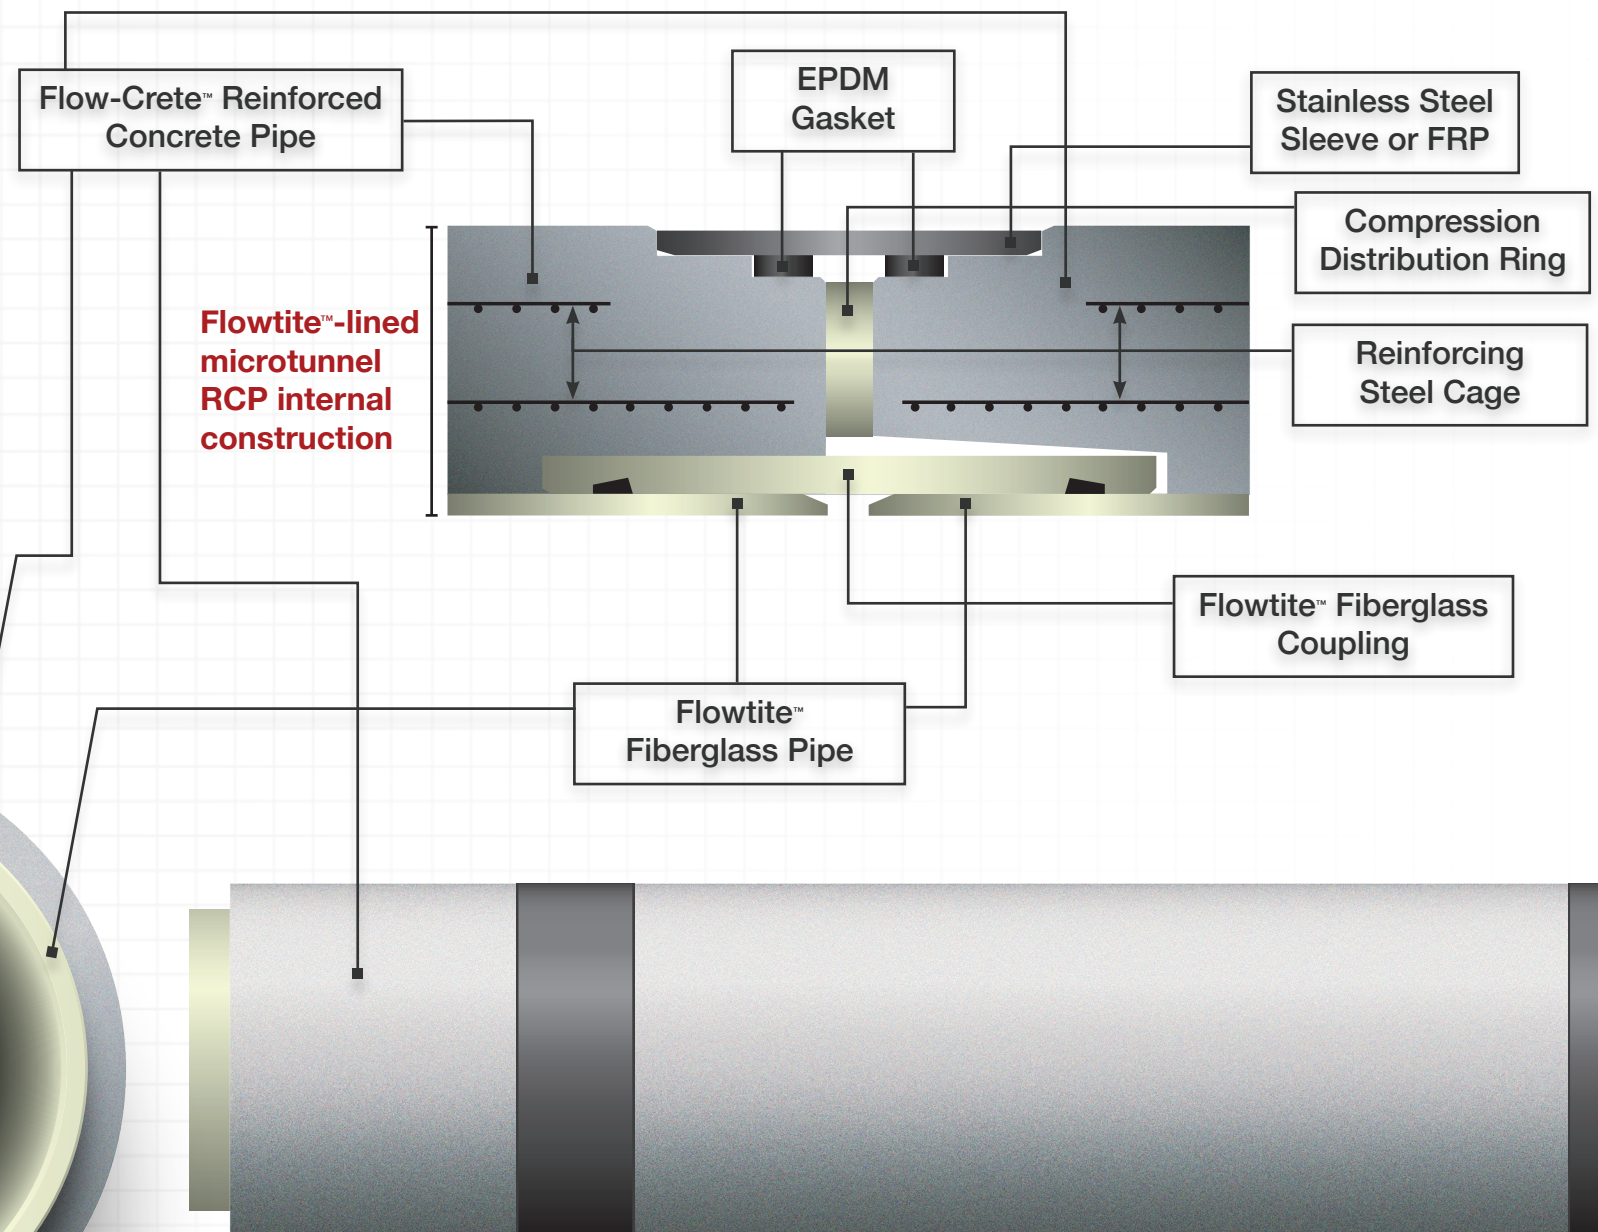 Flow-Crete™ Reinforced
Concrete Pipe
EPDM
Gasket
Stainless Steel
Sleeve or FRP
Compression
Distribution Ring
Flowtite™-lined
microtunnel
RCP internal
construction
Reinforcing
Steel Cage
Flowtite™ Fiberglass
Coupling
Flowtite™
Fiberglass Pipe